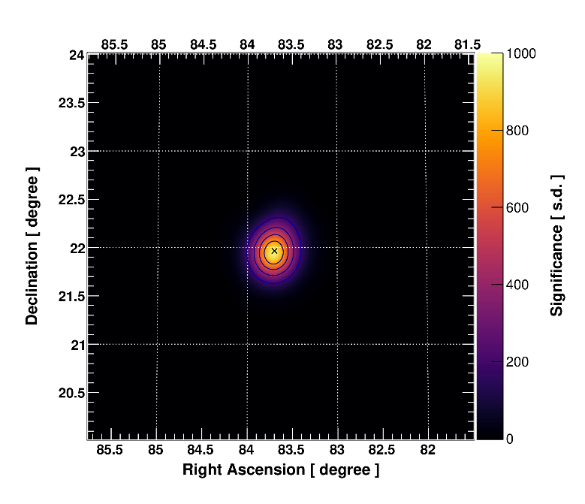 85.5 85 84.5 84 83.5 83 82.5 82 81.5
24
23.5
23
22.5
22
21.5
21
20.5
Declination [ degree ]
85.5 85 84.5 84 83.5 83 82.5 82
Right Ascension [ degree ]
1000
800
600
400
200
0
Significance [ s.d. ]